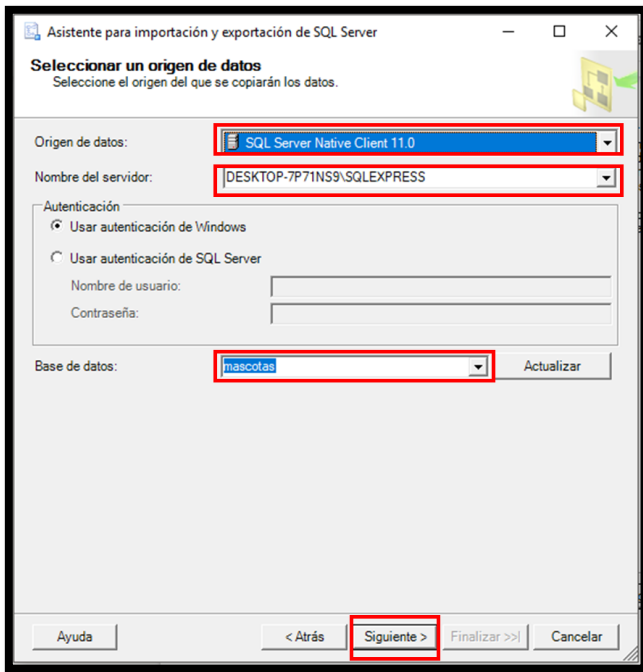 Asistente para importación y exportación de SQL Server
Seleccionar un origen de datos
Seleccione el origen del que se copiarán los datos.
Origen de datos: SQL Server Native Client 11.0
Nombre del servidor: DESKTOP-7P71NS9\SQLEXPRESS
Autenticación
Usar autenticación de Windows
Usar autenticación de SQL Server
Nombre de usuario:
Contraseña:
Base de datos: mascotas Actualizar
Ayuda < Atrás Siguiente > Finalizar >>| Cancelar